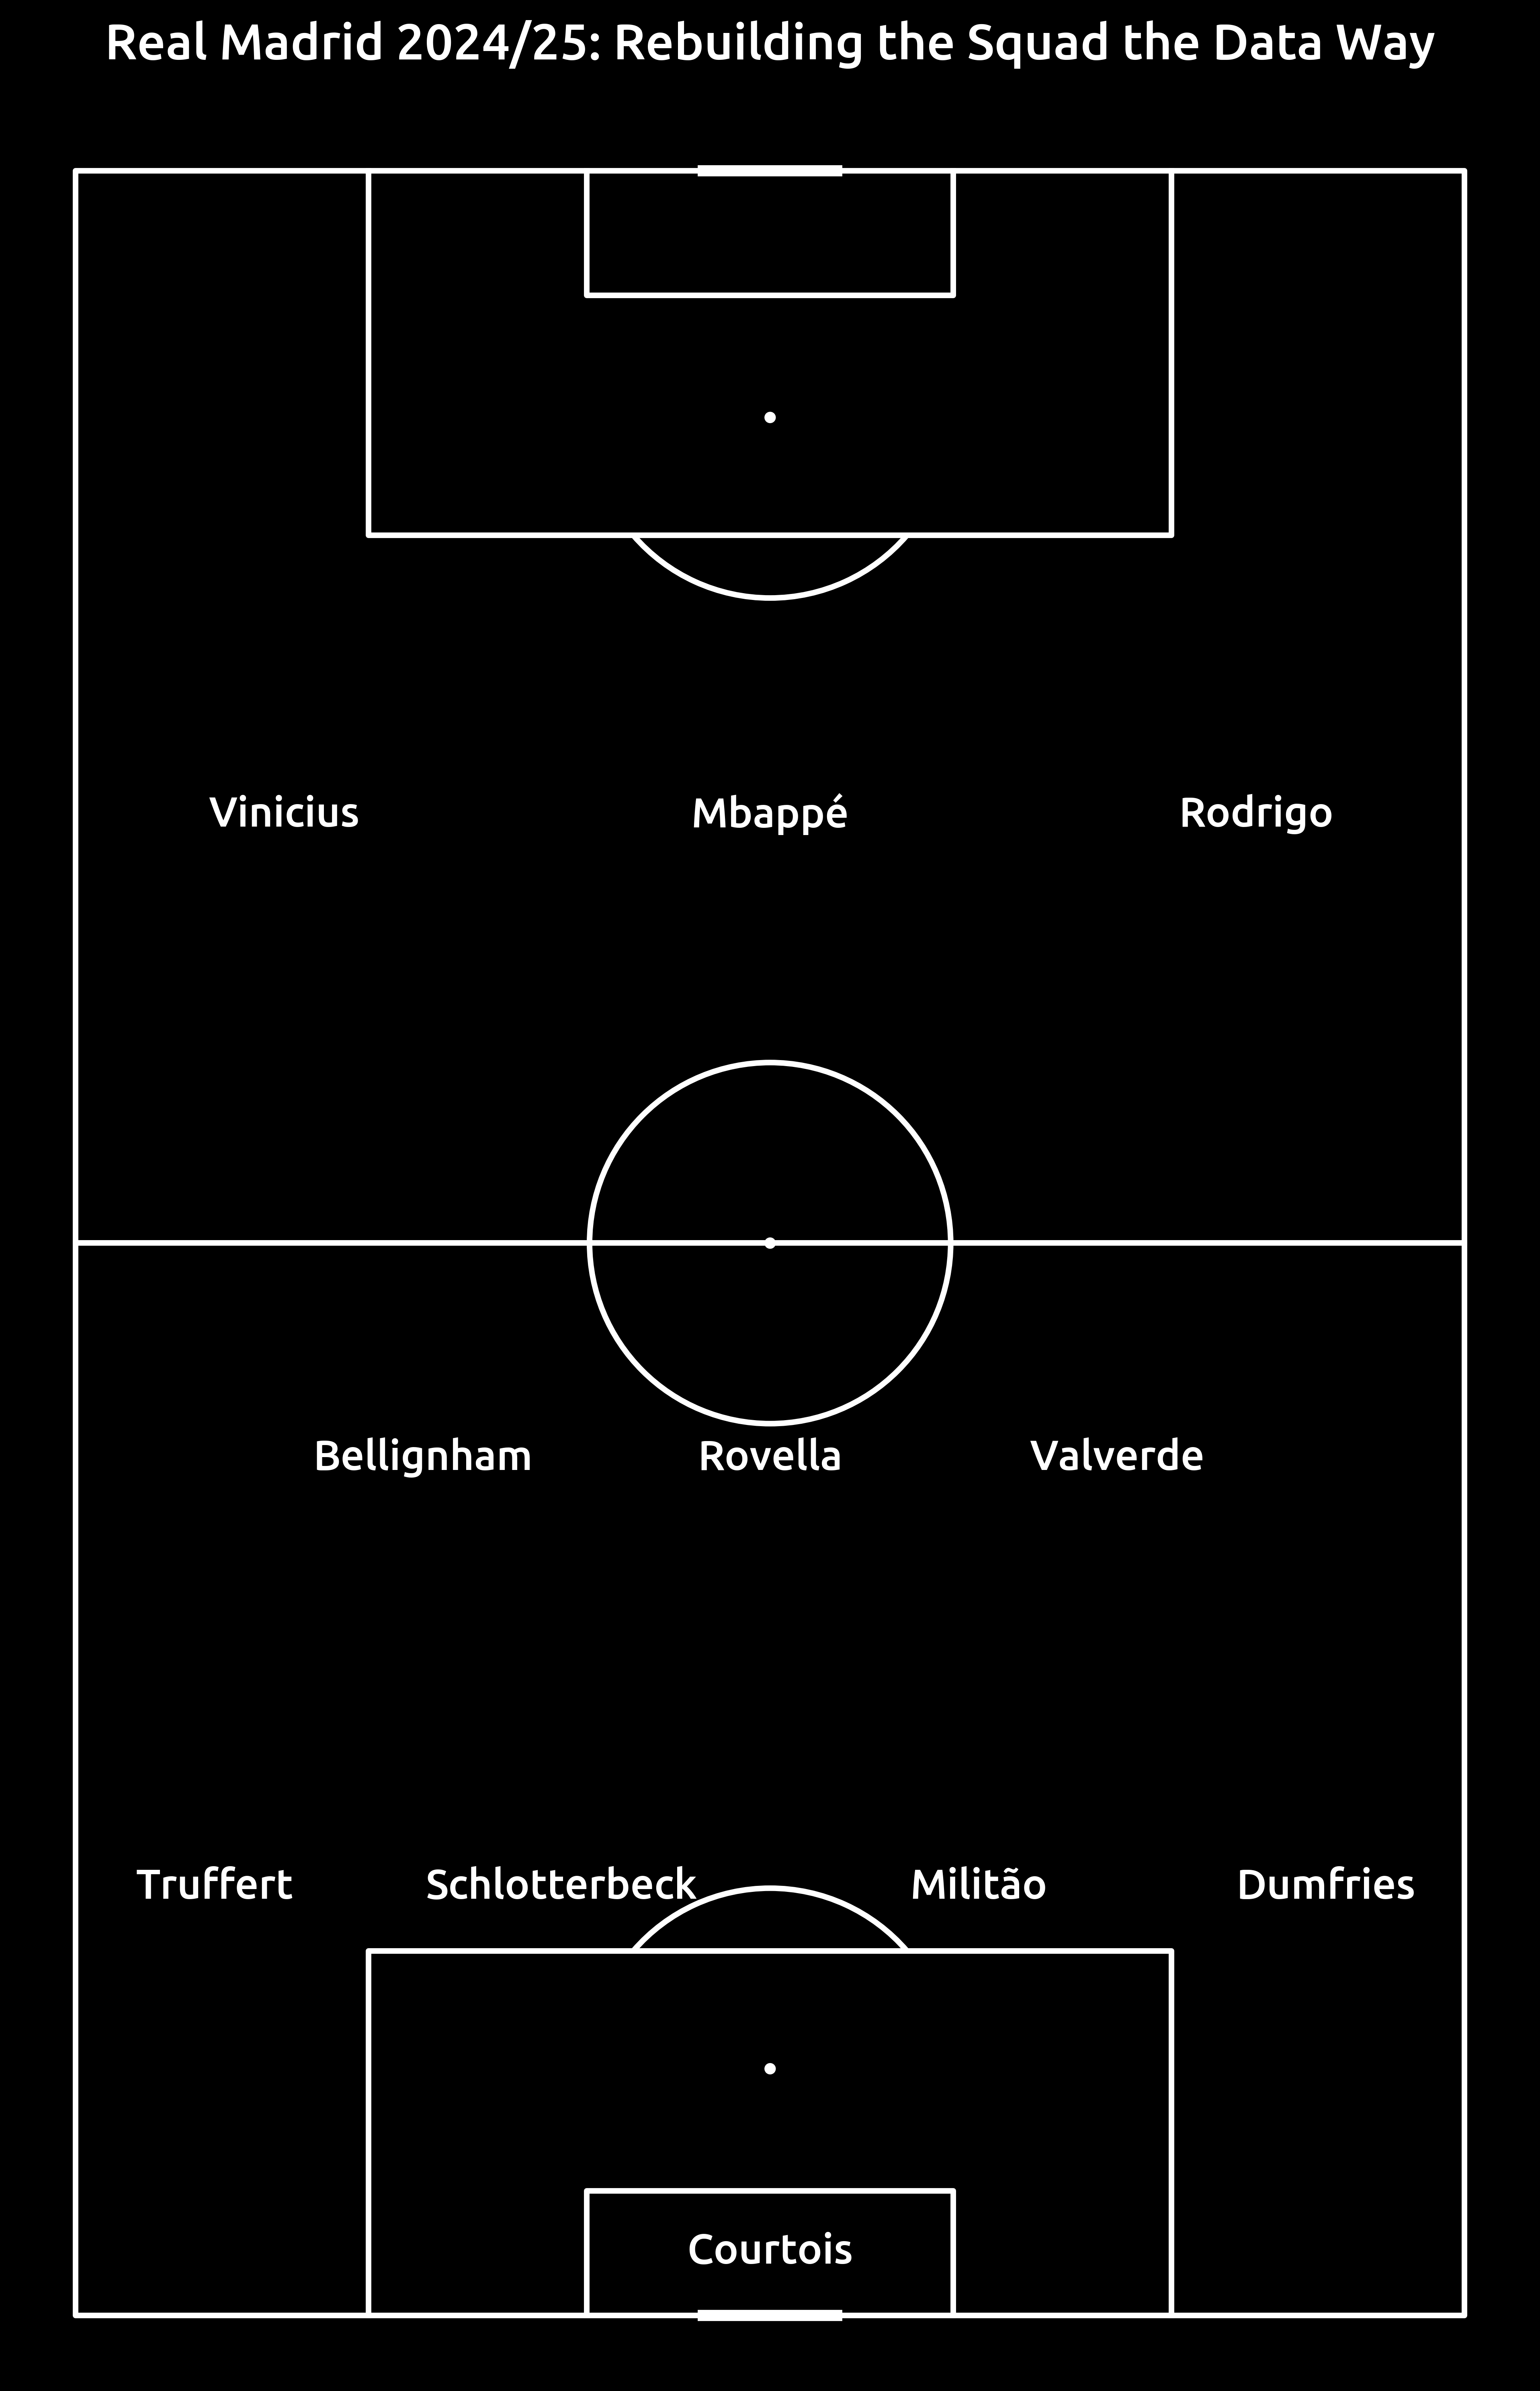 Real Madrid 2024/25: Rebuilding the Squad the Data Way
Vinicius Mbappé Rodrigo
Bellignham Rovella Valverde
Truffert Schlotterbeck Militão Dumfries
Courtois